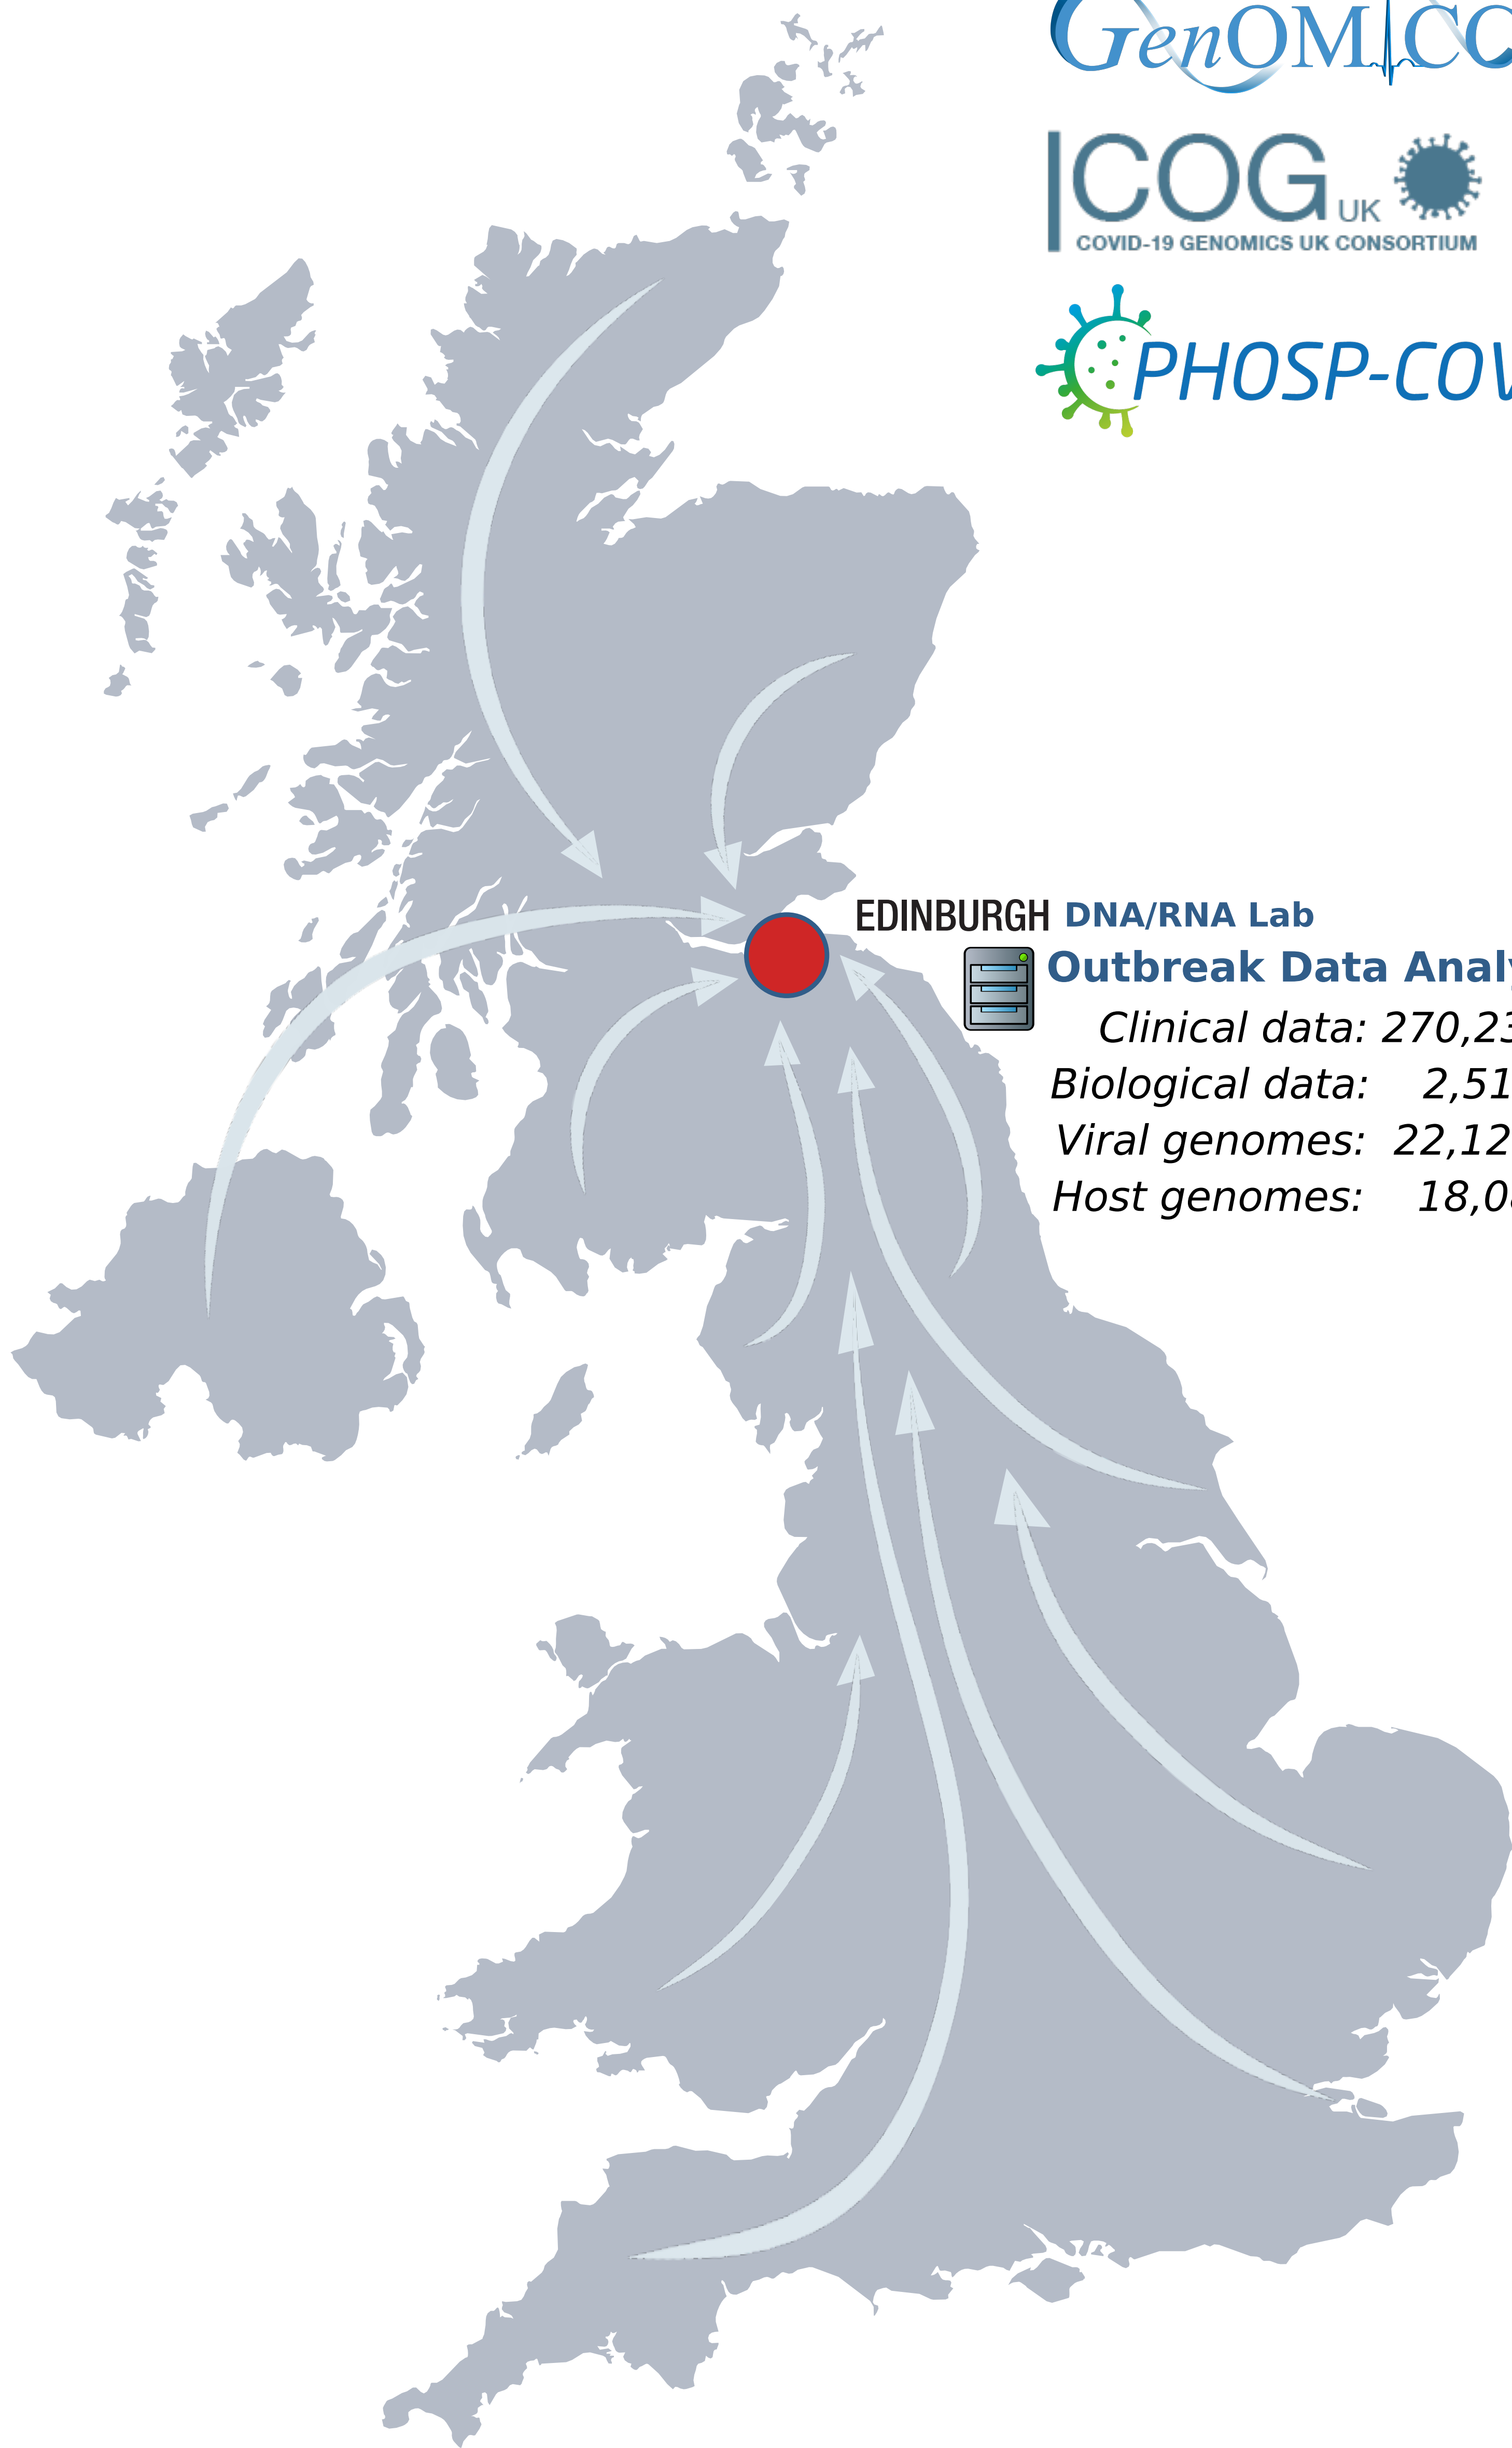 GenOMICC
COG UK
COVID-19 GENOMICS UK CONSORTIUM
PHOSP-COV
EDINBURGH DNA/RNA Lab
Outbreak Data Analy
Clinical data: 270,23
Biological data: 2,51
Viral genomes: 22,12
Host genomes: 18,0